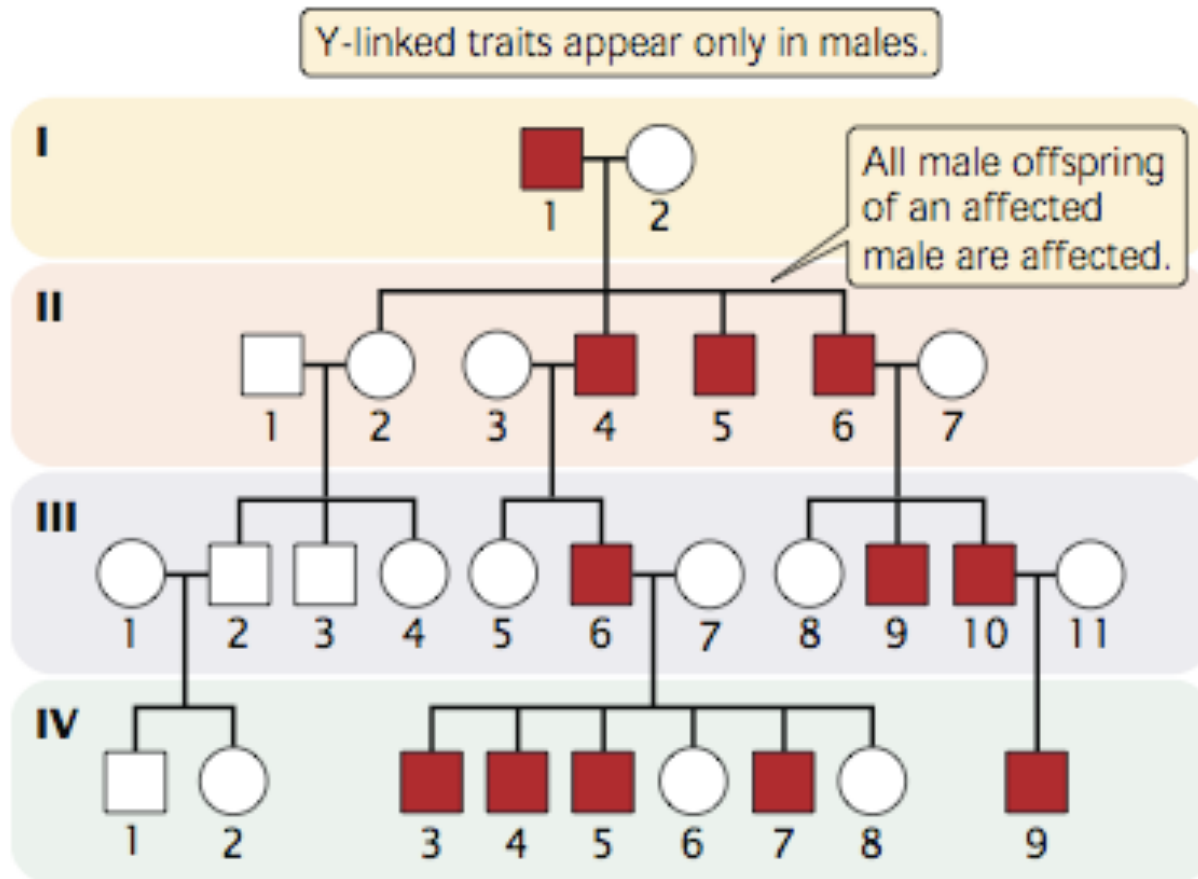 Y-linked traits appear only in males.
I
1 2
All male offspring
of an affected
male are affected.
II
1 2 3 4 5 6 7
III
1 2 3 4 5 6 7 8 9 10 11
IV
1 2 3 4 5 6 7 8 9